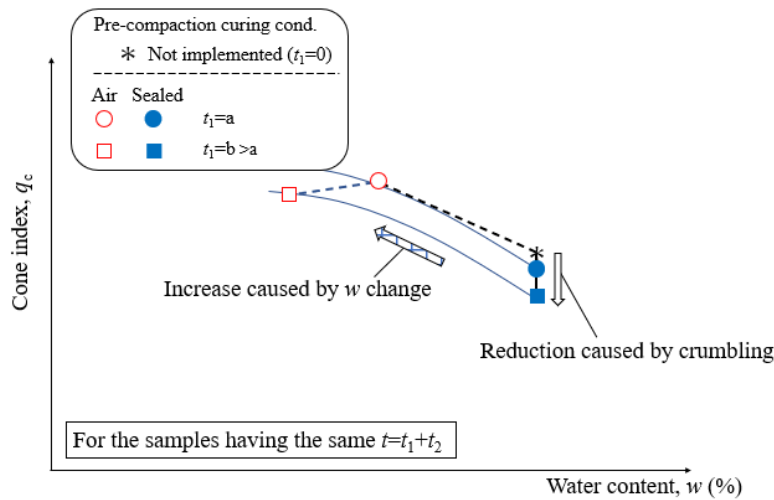 Pre-compaction curing cond.
* Not implemented (t₁=0)
Air Sealed
t₁=a
t₁=b >a
Cone index, q꜀
Increase caused by w change
Reduction caused by crumbling
For the samples having the same t=t₁+t₂
Water content, w (%)